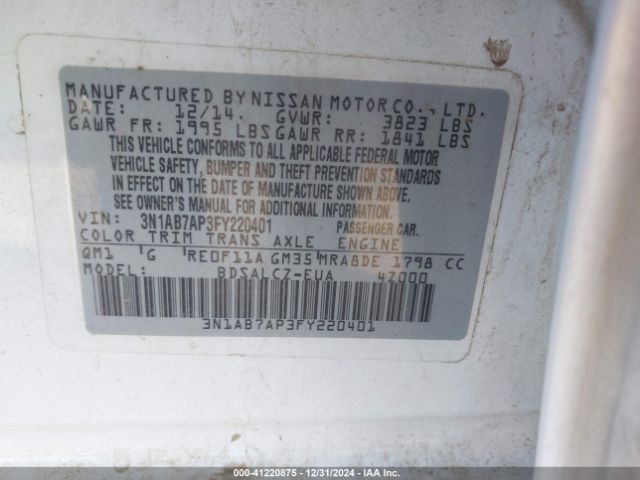 MANUFACTURED BY NISSAN MOTOR CO., LTD.
DATE: 12/14. GVWR: 3823 LBS
GAWR FR: 1995 LBS GAWR RR: 1841 LBS
THIS VEHICLE CONFORMS TO ALL APPLICABLE FEDERAL MOTOR
VEHICLE SAFETY, BUMPER AND THEFT PREVENTION STANDARDS
IN EFFECT ON THE DATE OF MANUFACTURE SHOWN ABOVE.
SEE OWNER'S MANUAL FOR ADDITIONAL INFORMATION.
VIN: 3N1AB7AP3FY220401 PASSENGER CAR.
COLOR TRIM TRANS AXLE ENGINE
QM1 'G 'RE0F11A GM35 MRA8DE 1798 CC
MODEL: BDSALCZ-EUA 4Z000
3N1AB7AP3FY220401
000-41220875 - 12/31/2024 - IAA Inc.